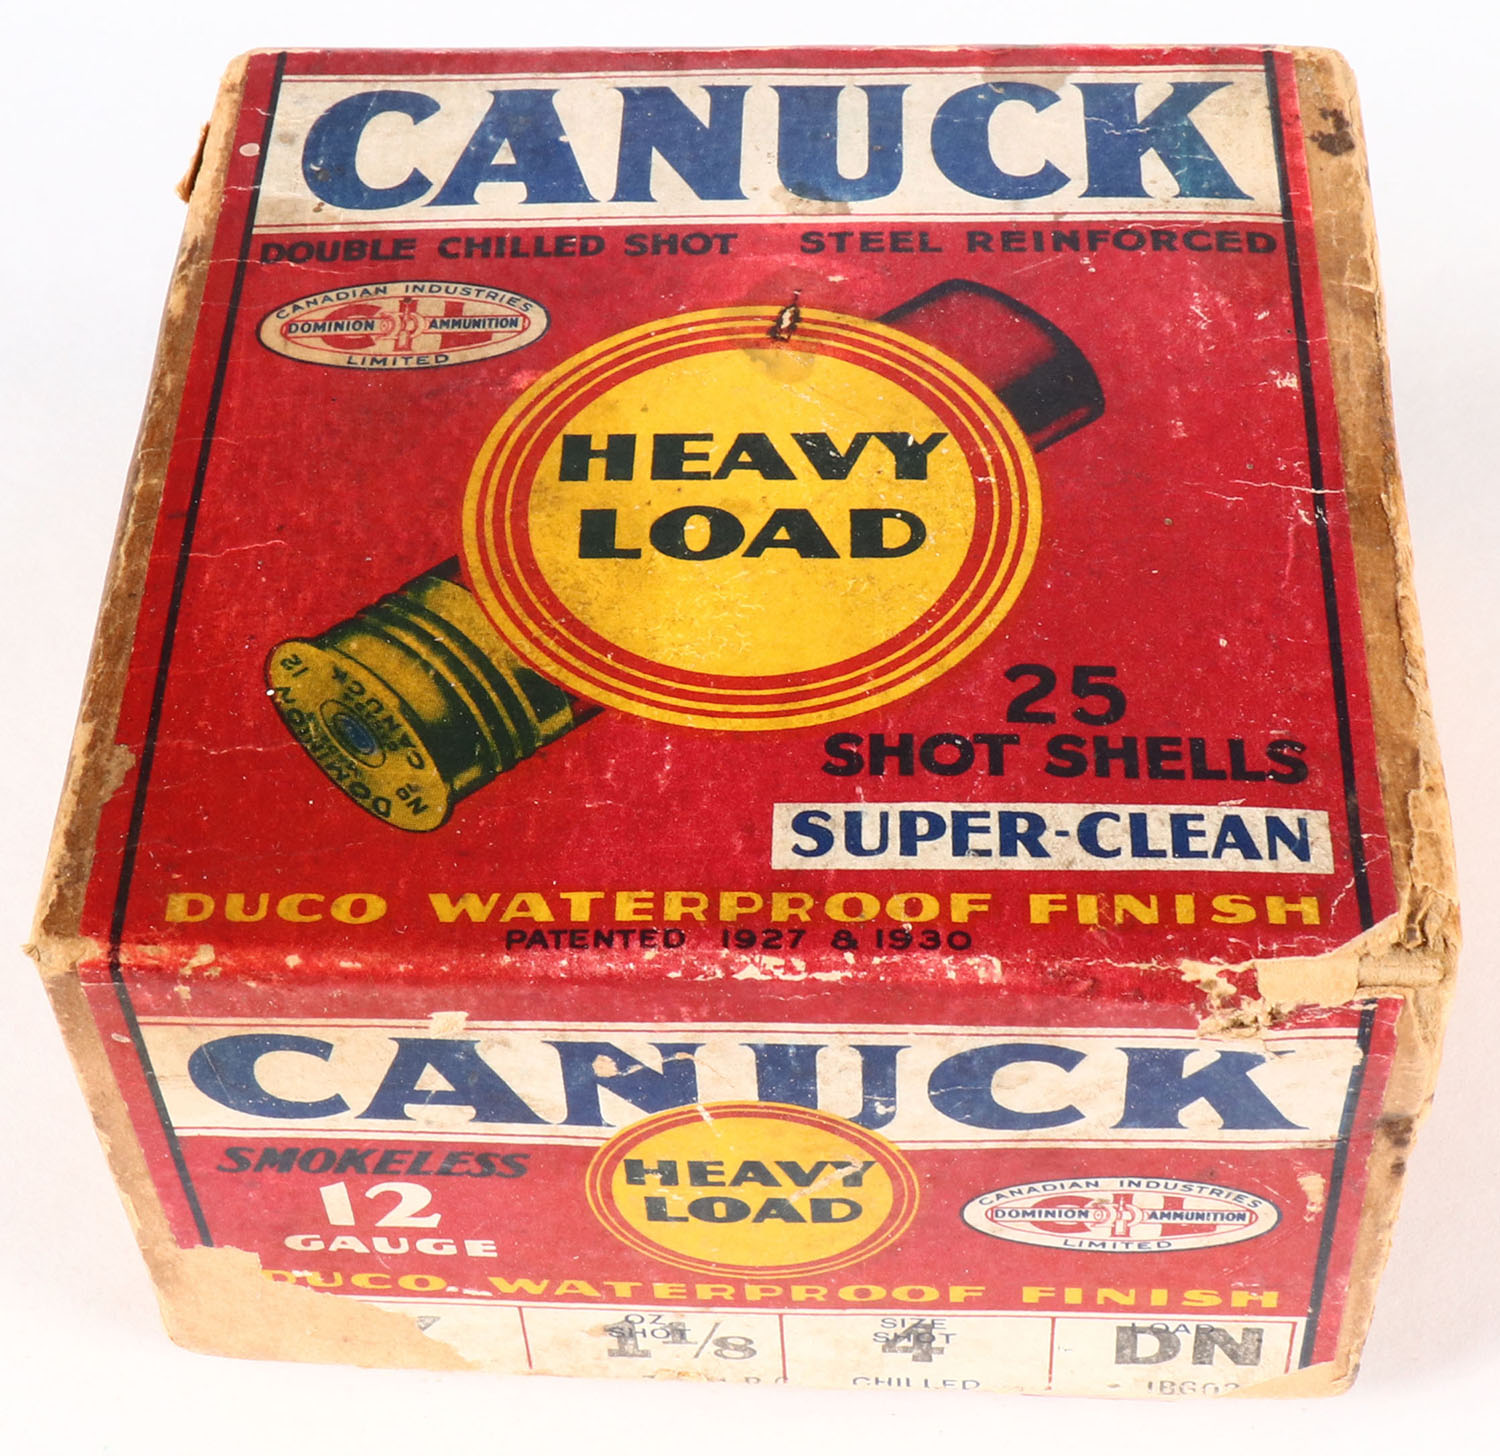 CANUCK
DOUBLE CHILLED SHOT STEEL REINFORCED
CANADIAN INDUSTRIES
CIL
DOMINION AMMUNITION
LIMITED
HEAVY
LOAD
DOMINION
12
CANUCK
25
SHOT SHELLS
SUPER-CLEAN
DUCO WATERPROOF FINISH
PATENTED 1927 & 1930
CANUCK
SMOKELESS
12
GAUGE
HEAVY
LOAD
CANADIAN INDUSTRIES
CIL
DOMINION AMMUNITION
LIMITED
DUCO WATERPROOF FINISH
OZ. SHOT 1 1/8
SIZE SHOT 4
CHILLED
LOAD DN